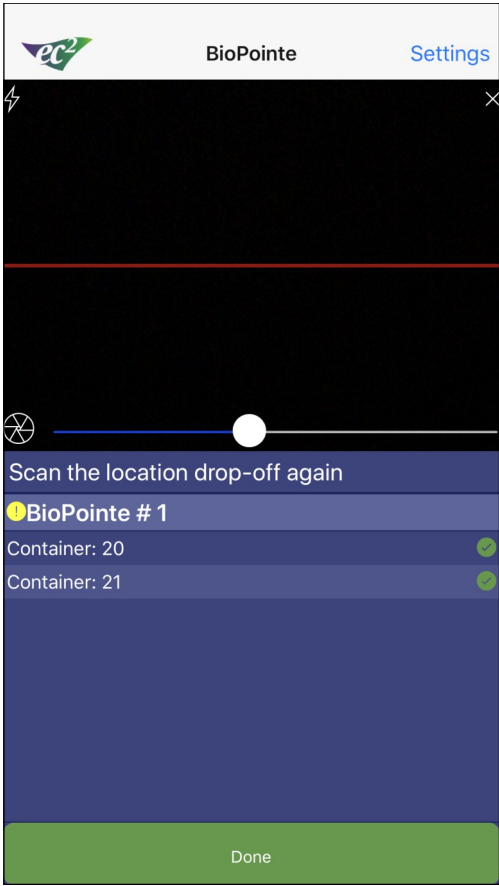 ec2
BioPointe
Settings
Scan the location drop-off again
! BioPointe # 1
Container: 20
Container: 21
Done